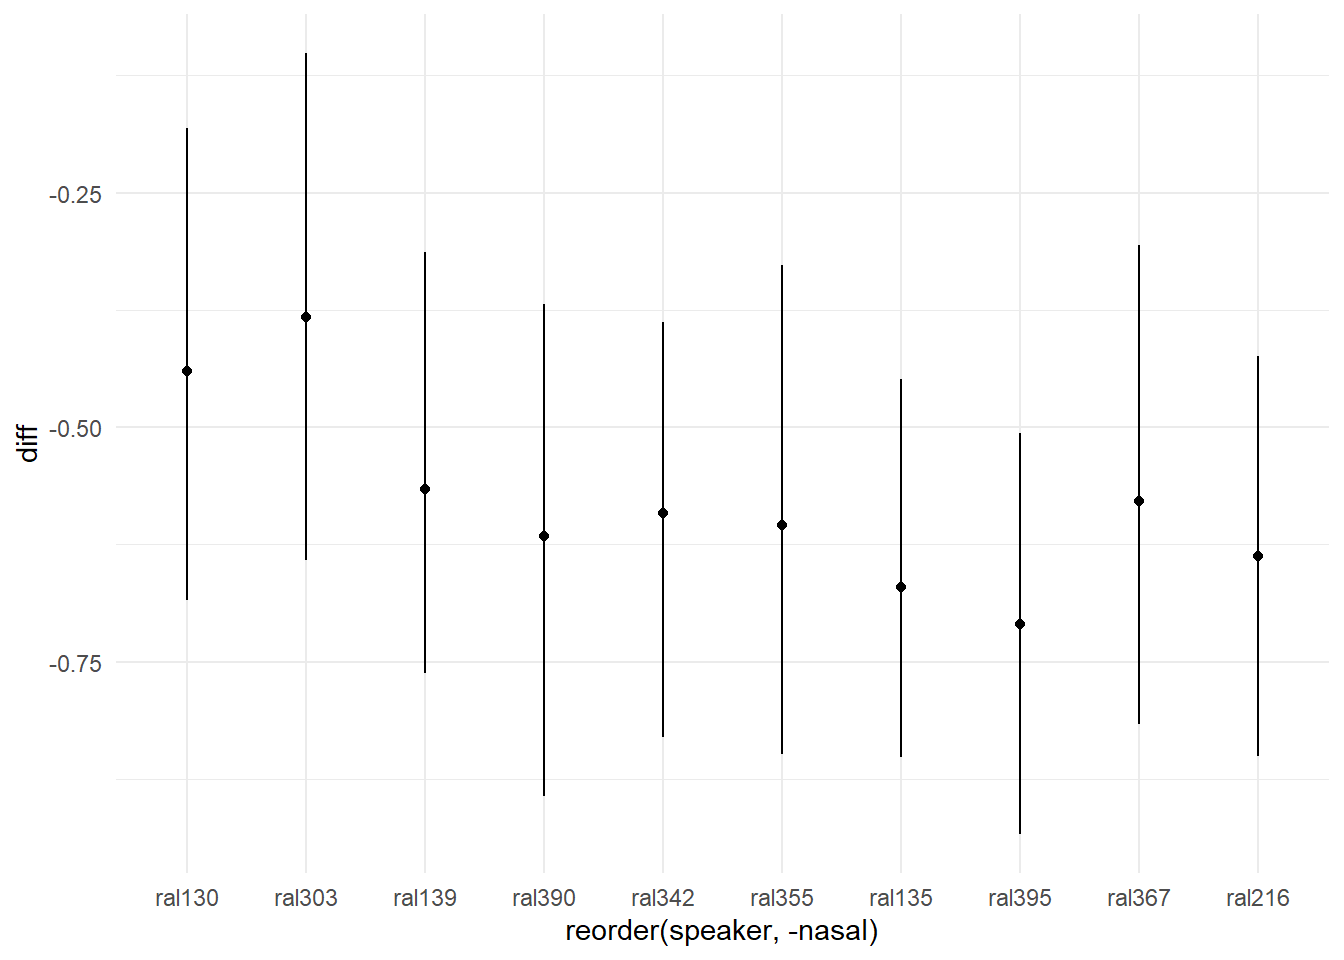 -0.25
-0.50
-0.75
diff
ral130 ral303 ral139 ral390 ral342 ral355 ral135 ral395 ral367 ral216
reorder(speaker, -nasal)